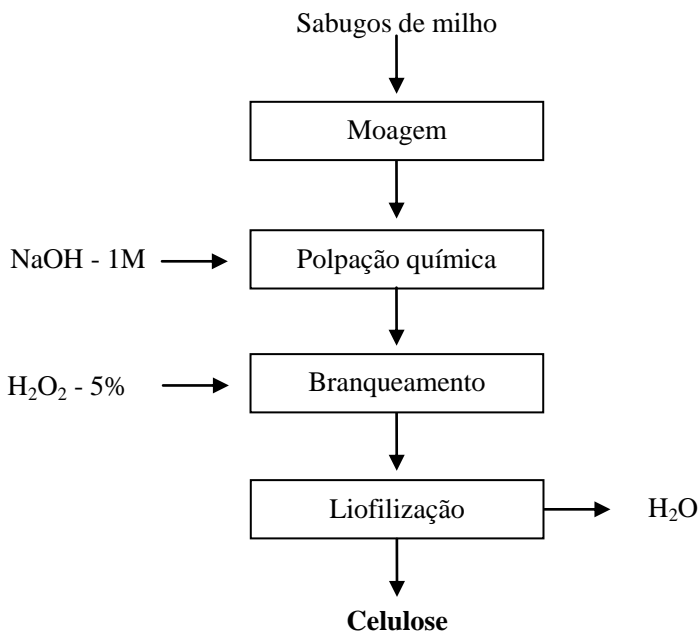 Sabugos de milho
Moagem
NaOH - 1M
Polpação química
H₂O₂ - 5%
Branqueamento
Liofilização
H₂O
Celulose